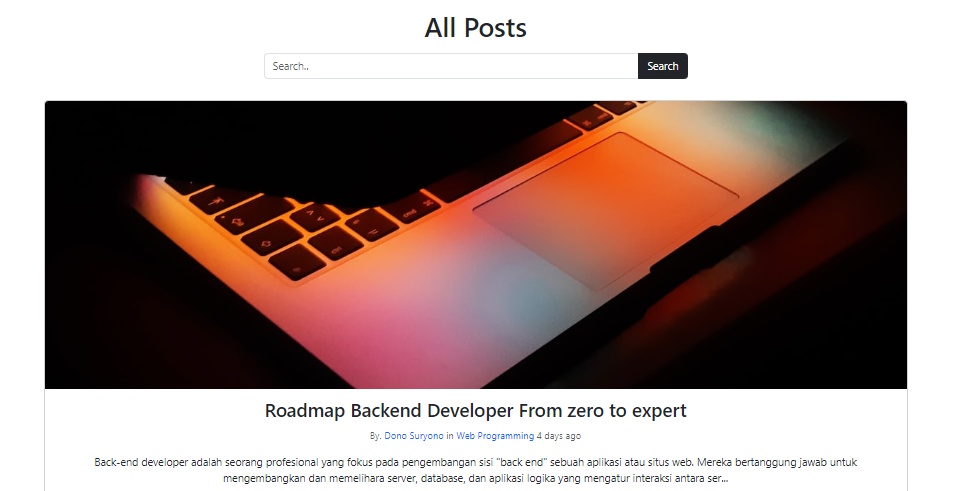 All Posts
Search..
Search
Roadmap Backend Developer From zero to expert
By. Dono Suryono in Web Programming 4 days ago
Back-end developer adalah seorang profesional yang fokus pada pengembangan sisi "back end" sebuah aplikasi atau situs web. Mereka bertanggung jawab untuk
mengembangkan dan memelihara server, database, dan aplikasi logika yang mengatur interaksi antara ser...